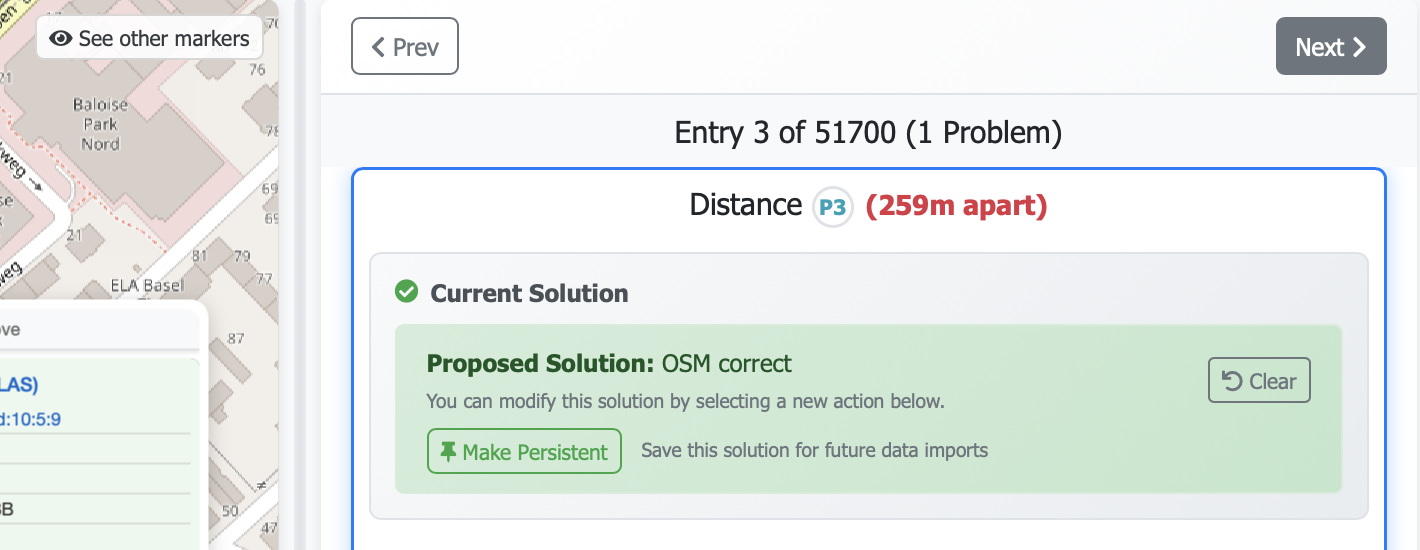 See other markers
76
21
Baloise
Park
Nord
78
weg
69
21
81
79
77
ELA Basel
weg
87
50
47
ove
LAS)
d:10:5:9
B
Prev
Next
Entry 3 of 51700 (1 Problem)
Distance P3 (259m apart)
Current Solution
Proposed Solution: OSM correct
You can modify this solution by selecting a new action below.
Clear
Make Persistent Save this solution for future data imports